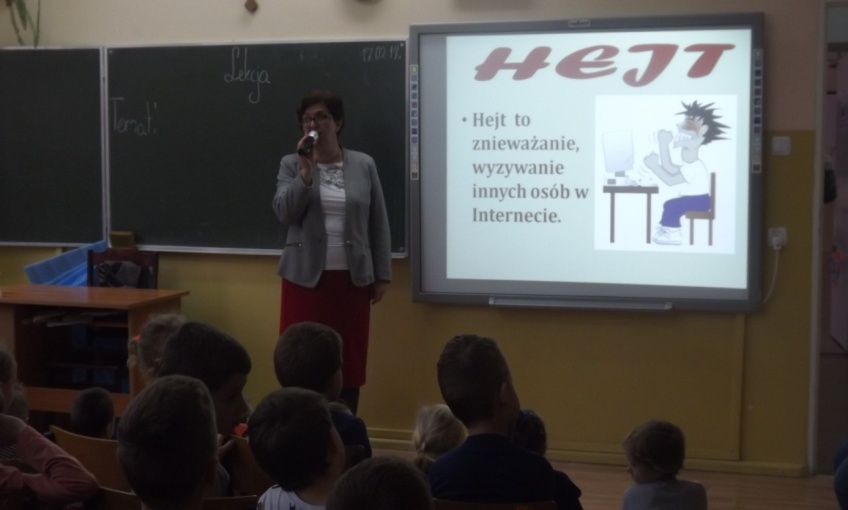 Lekcja
Temat:
HEJT
• Hejt to
znieważanie,
wyzywanie
innych osób w
Internecie.